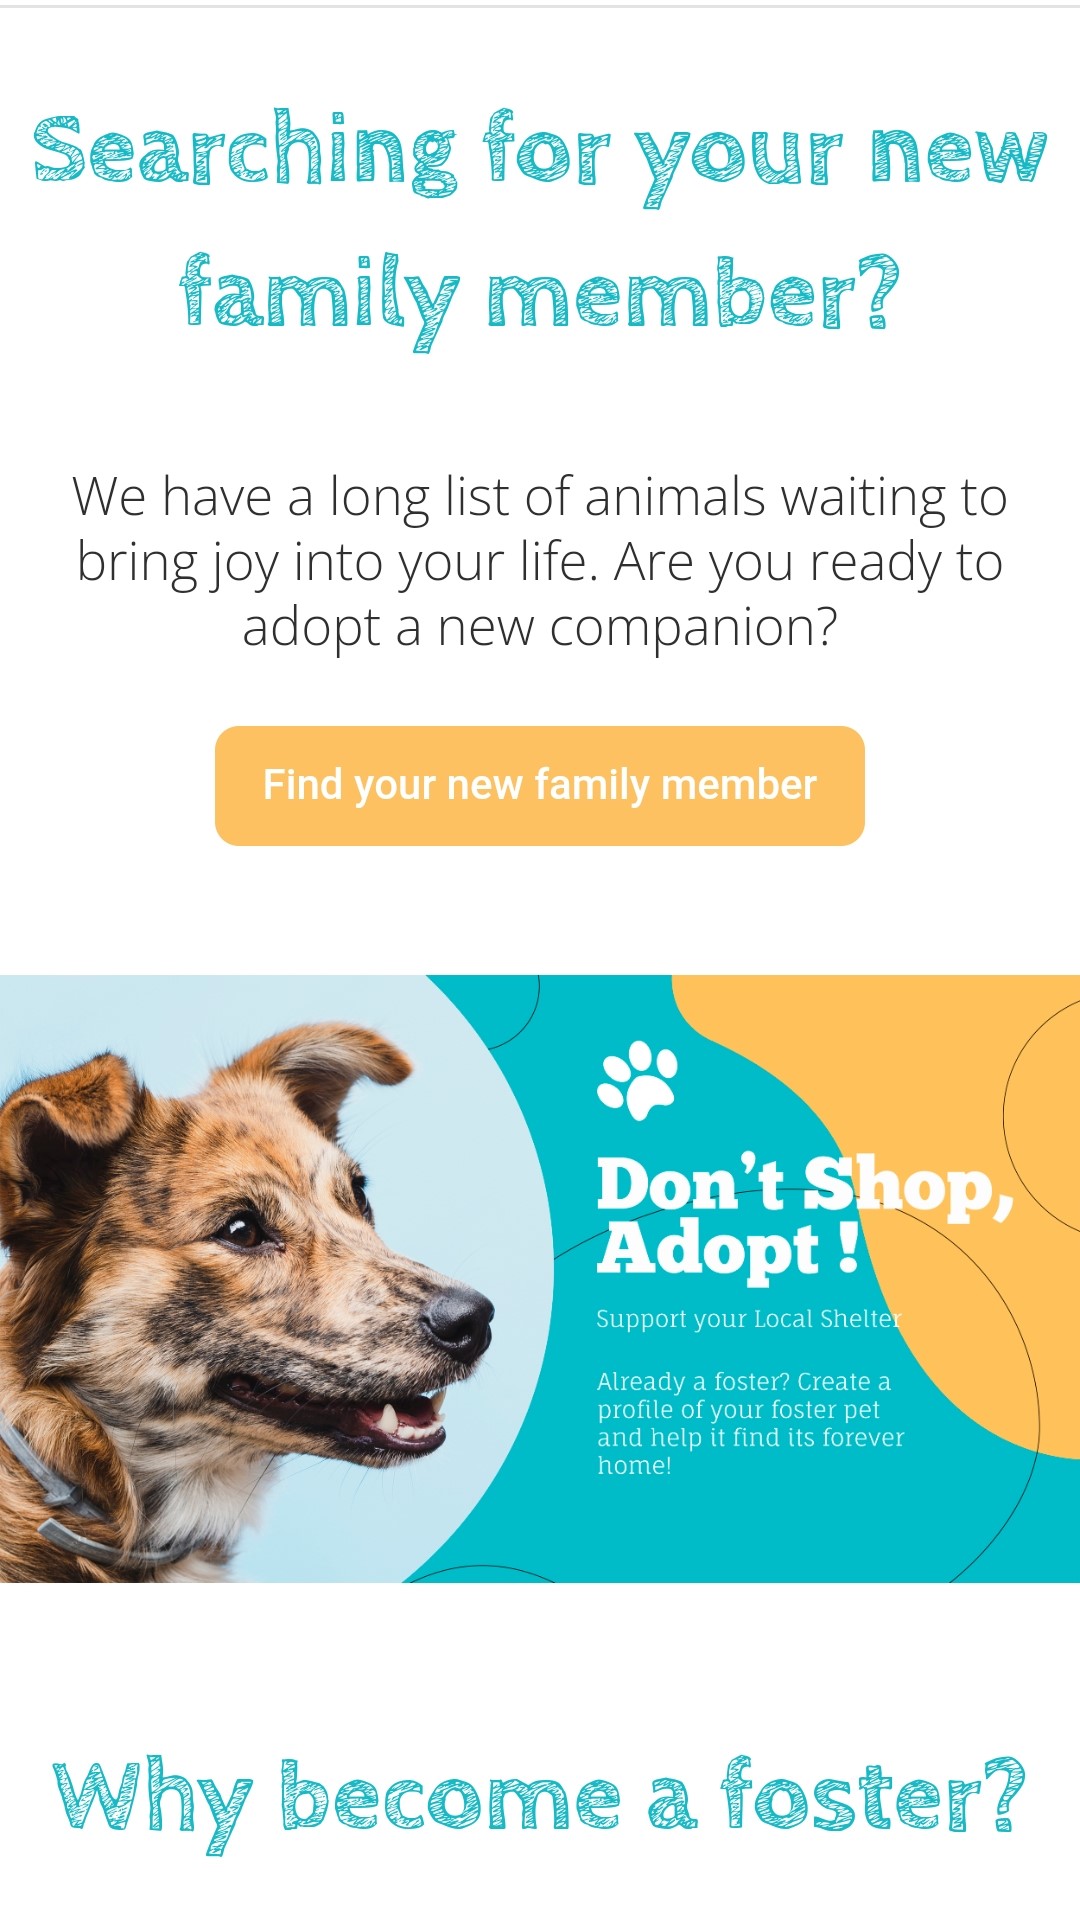 Searching for your new
family member?
We have a long list of animals waiting to
bring joy into your life. Are you ready to
adopt a new companion?
Find your new family member
Don't Shop,
Adopt !
Support your Local Shelter
Already a foster? Create a
profile of your foster pet
and help it find its forever
home!
Why become a foster?